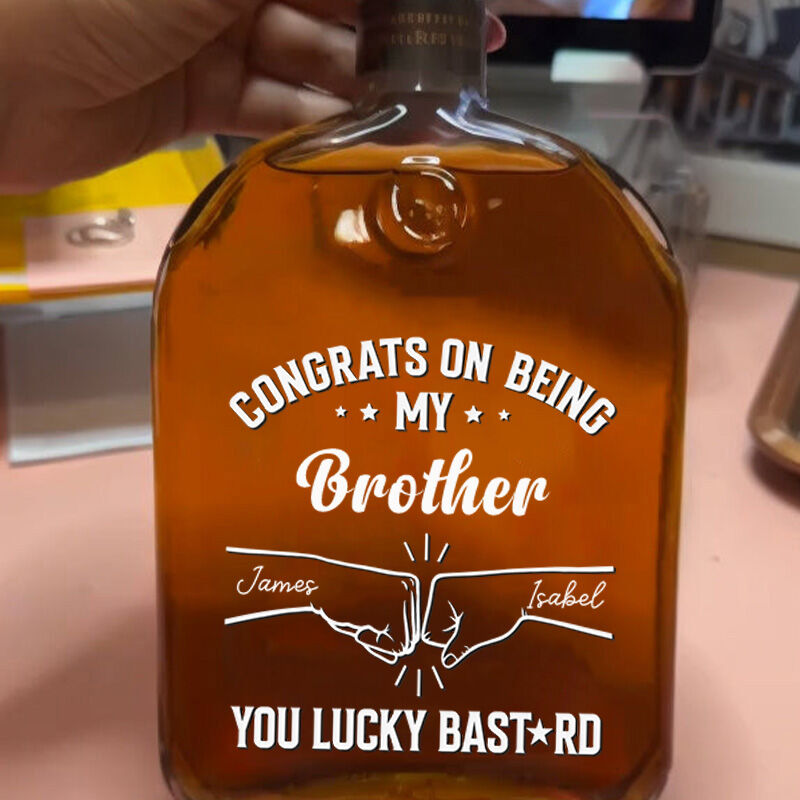 CONGRATS ON BEING
MY
Brother
James
Isabel
YOU LUCKY BAST★RD